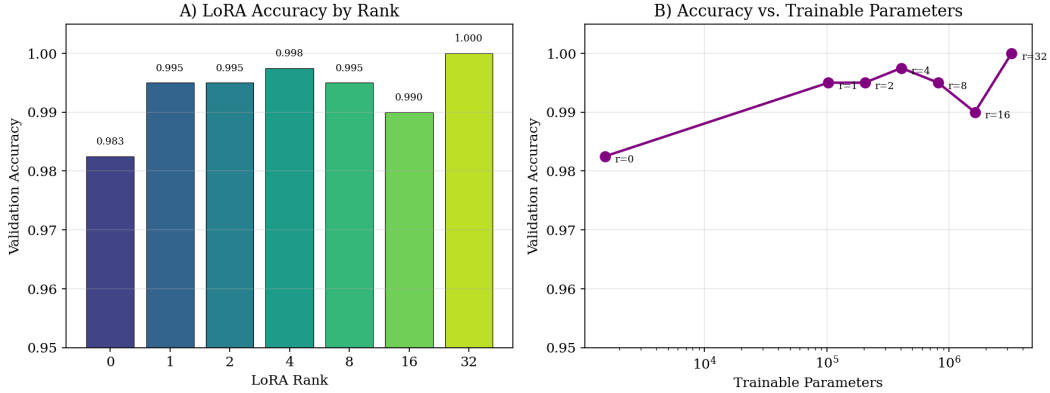 A) LoRA Accuracy by Rank
Validation Accuracy
1.00
0.99
0.98
0.97
0.96
0.95
0.983
0.995
0.995
0.998
0.995
0.990
1.000
0
1
2
4
8
16
32
LoRA Rank
B) Accuracy vs. Trainable Parameters
Validation Accuracy
1.00
0.99
0.98
0.97
0.96
0.95
r=0
r=1
r=2
r=4
r=8
r=16
r=32
10⁴
10⁵
10⁶
Trainable Parameters